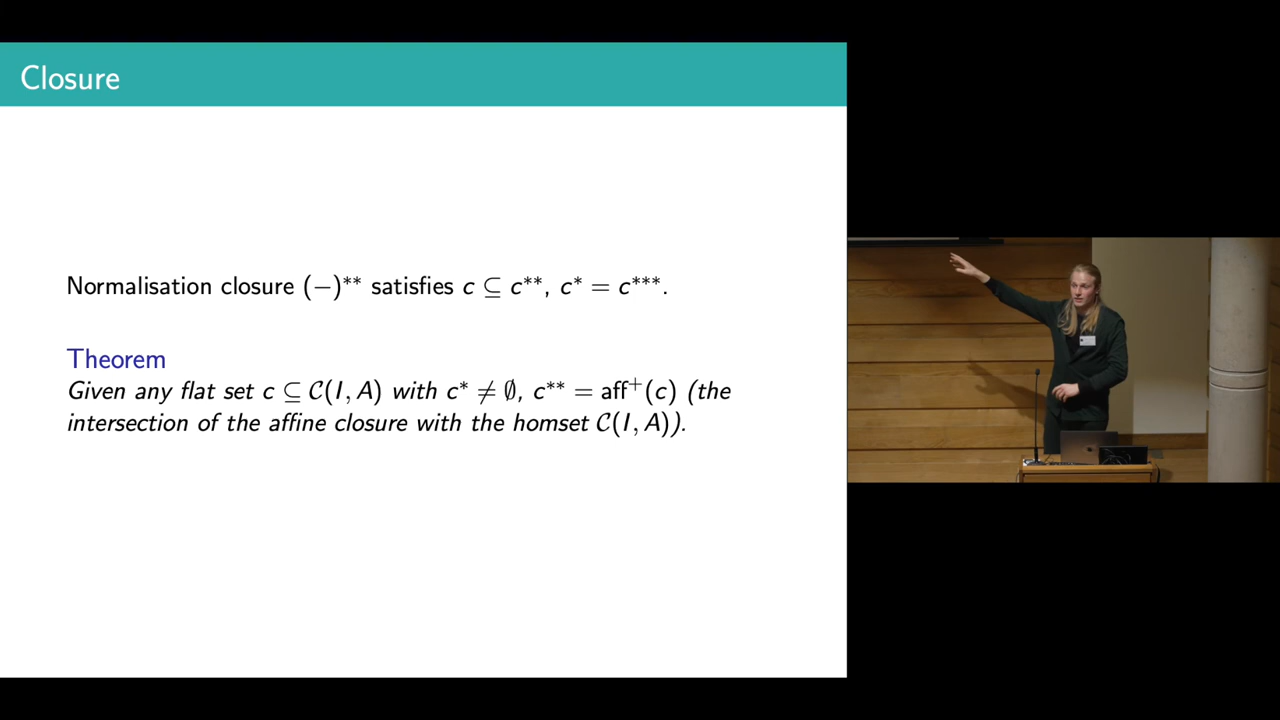 Closure
Normalisation closure (−)** satisfies c ⊆ c**, c* = c***.
Theorem
Given any flat set c ⊆ 𝒞(I, A) with c* ≠ ∅, c** = aff⁺(c) (the
intersection of the affine closure with the homset 𝒞(I, A)).